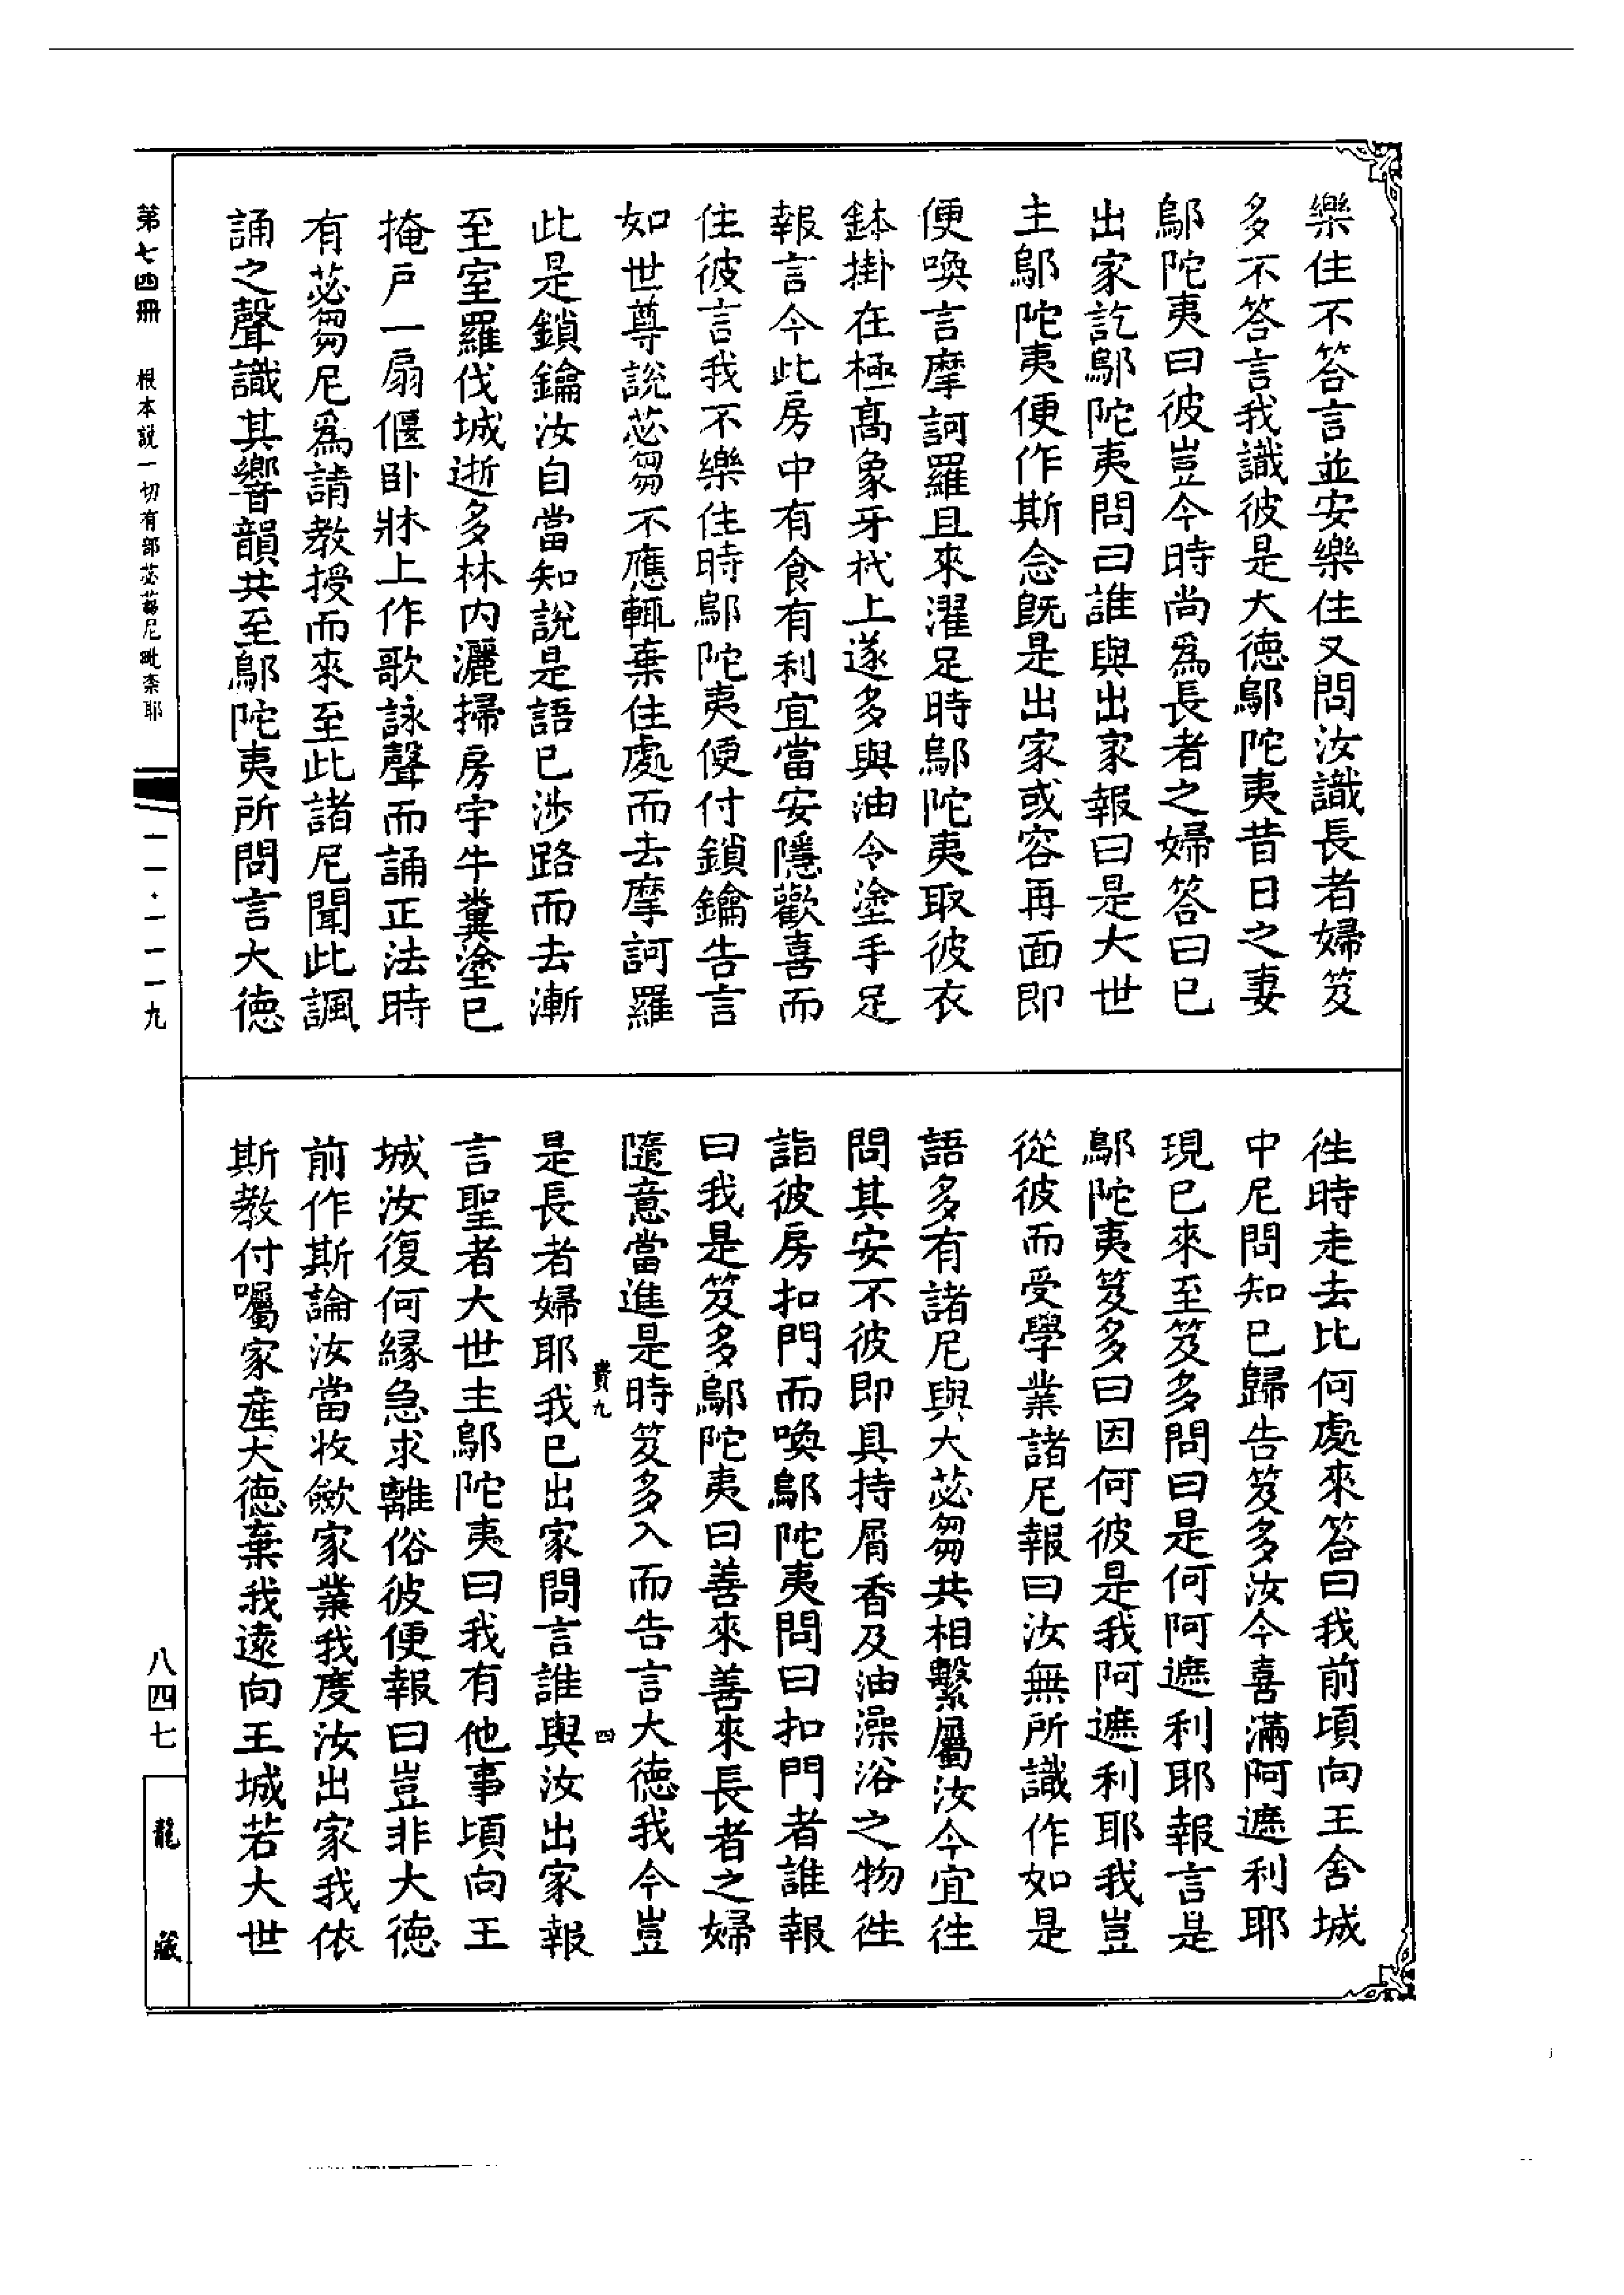 樂住不答言並安樂住又問汝識長者婦笈
多不答言我識彼是大德鄔陀夷昔日之妻
鄔陀夷曰彼豈今時尚爲長者之婦答曰已
出家訖鄔陀夷問曰誰與出家報曰是大世
主鄔陀夷便作斯念旣是出家或容再面即
便喚言摩訶羅且來濯足時鄔陀夷取彼衣
鉢掛在極高象牙杙上遂多與油令塗手足
報言今此房中有食有利宜當安隱歡喜而
住彼言我不樂住時鄔陀夷便付鎖鑰告言
如世尊說苾芻不應輒棄住處而去摩訶羅
此是鎖鑰汝自當知說是語已涉路而去漸
至室羅伐城逝多林內灑掃房宇牛糞塗已
掩戶一扇偃卧牀上作歌詠聲而誦正法時
有苾芻尼爲請教授而來至此諸尼聞此諷
誦之聲識其響韻共至鄔陀夷所問言大德
徃時走去比何處來答曰我前頃向王舍城
中尼問知已歸告笈多汝今喜滿阿遮利耶
現已來至笈多問曰是何阿遮利耶報言是
鄔陀夷笈多曰因何彼是我阿遮利耶我豈
從彼而受學業諸尼報曰汝無所識作如是
語多有諸尼與大苾芻共相繫屬汝今宜往
問其安不彼即具持屑香及油澡浴之物徃
詣彼房扣門而喚鄔陀夷問曰扣門者誰報
曰我是笈多鄔陀夷曰善來善來長者之婦
隨意當進是時笈多入而告言大德我今豈
是長者婦耶我已出家問言誰與汝出家報
言聖者大世主鄔陀夷曰我有他事頃向王
城汝復何緣急求離俗彼便報曰豈非大德
前作斯論汝當收斂家業我度汝出家我依
斯教付囑家產大德棄我遠向王城若大世
貴九
四
第七四冊 根本說一切有部苾蒭尼毗柰耶
一一·一一一九
八四七
龍藏